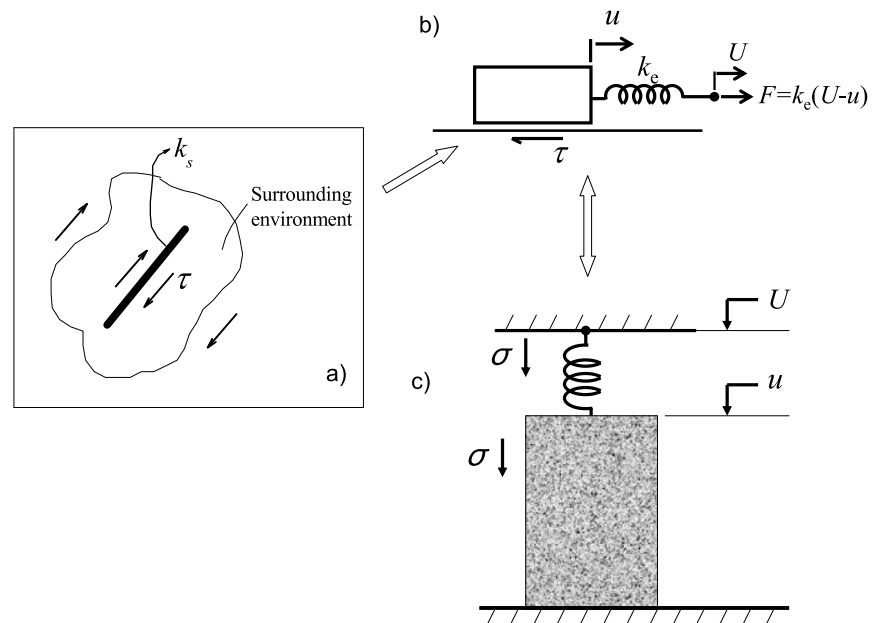 b)
u
U
k_e
F=k_e(U-u)
τ
k_s
Surrounding
environment
τ
a)
U
σ
c)
u
σ